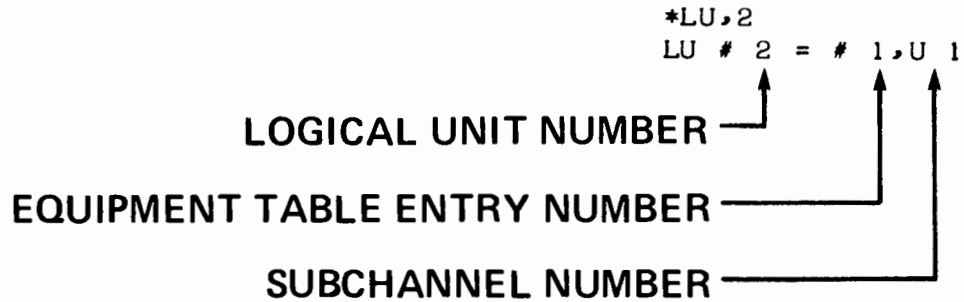 *LU,2
LU # 2 = # 1,U 1
LOGICAL UNIT NUMBER
EQUIPMENT TABLE ENTRY NUMBER
SUBCHANNEL NUMBER